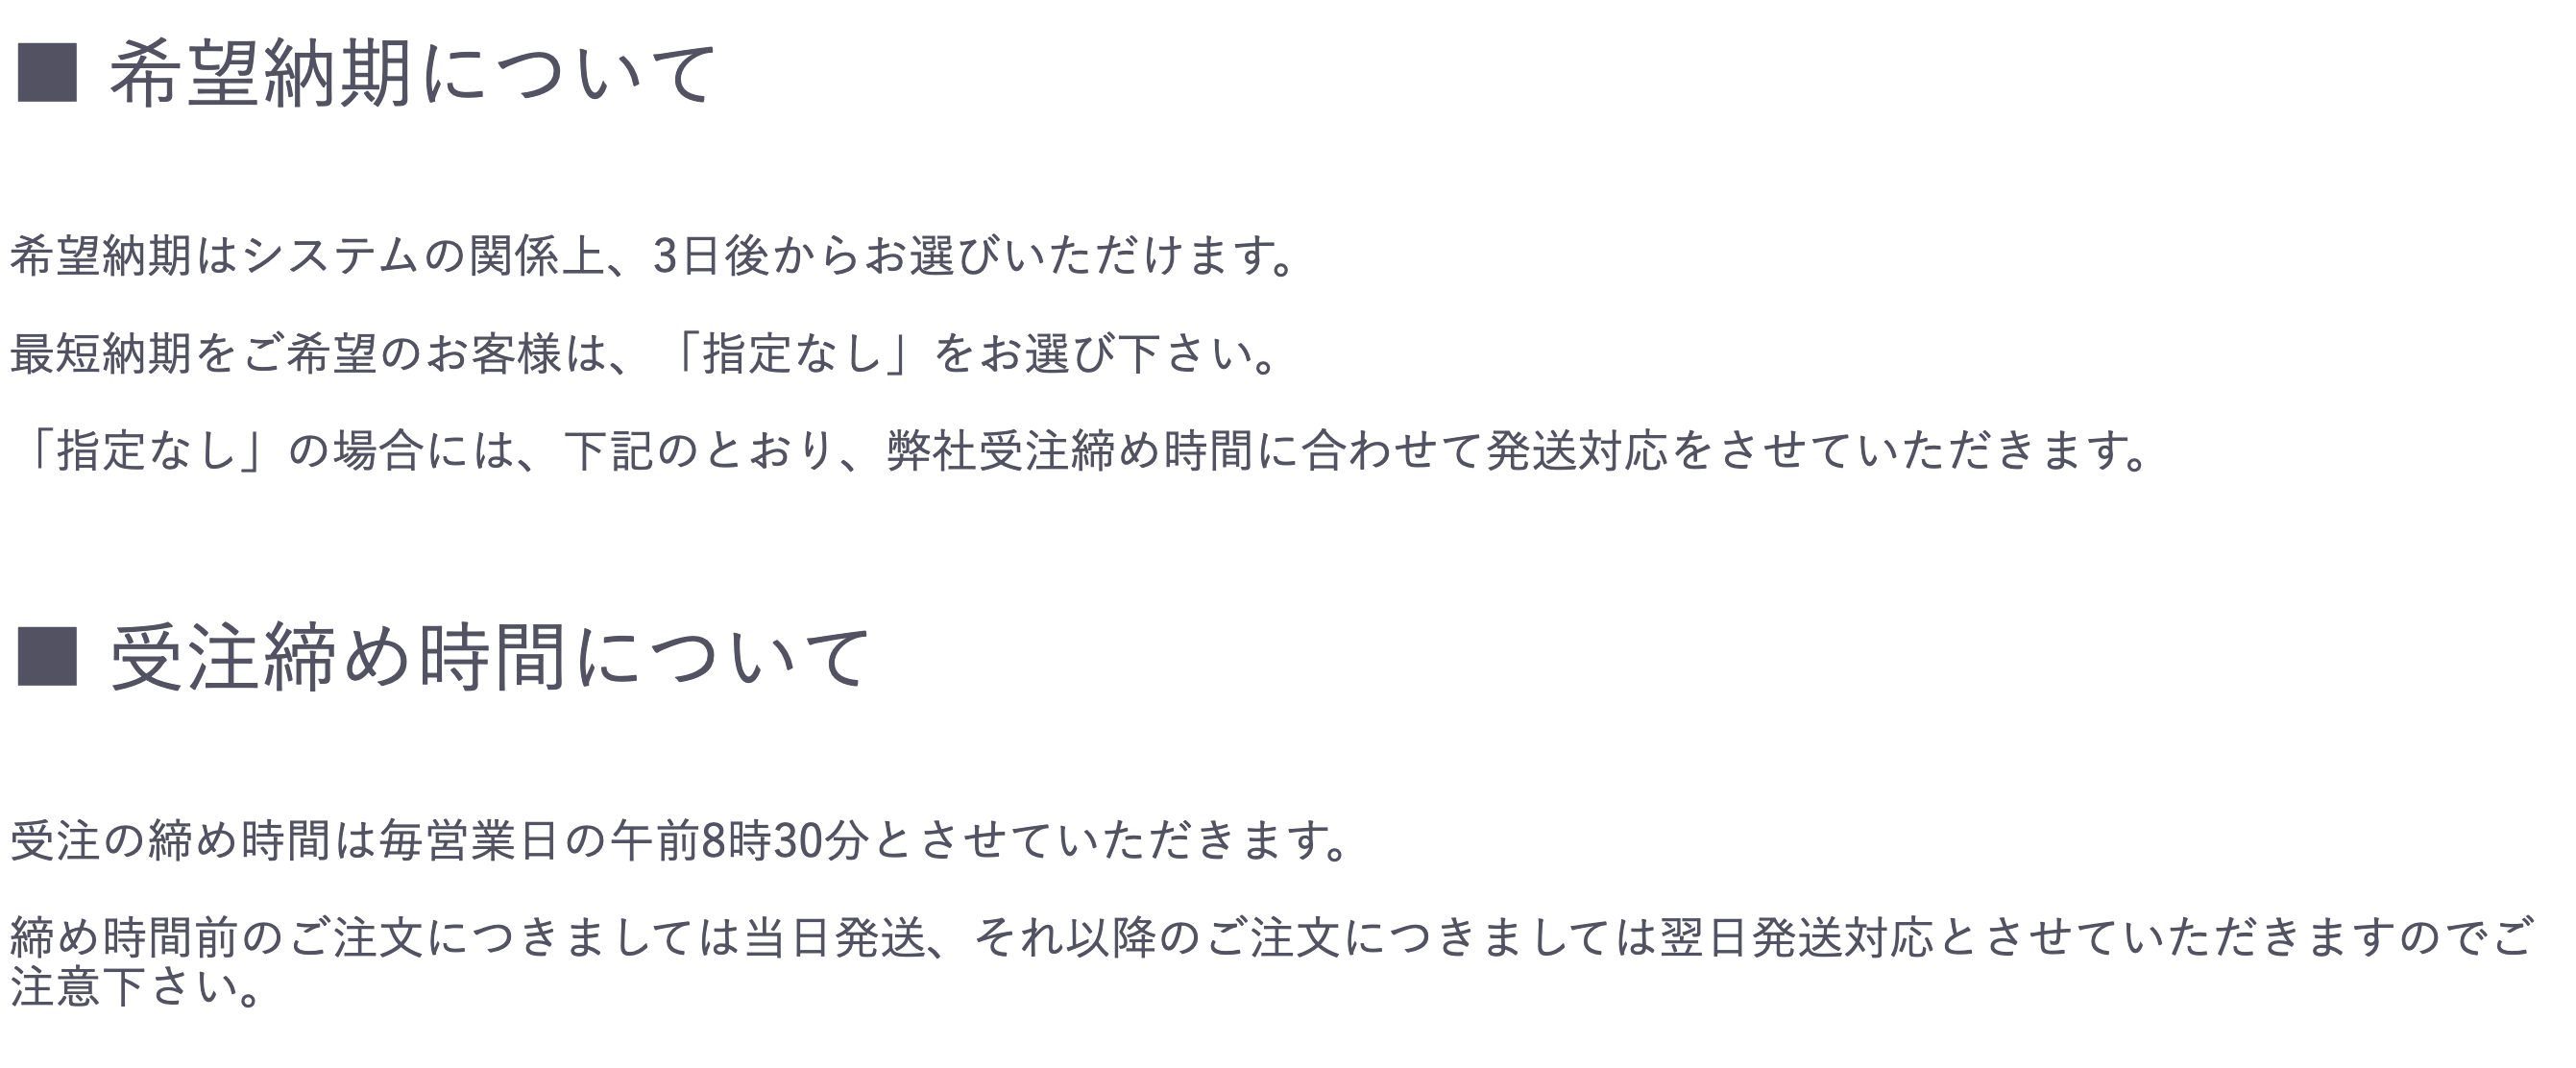 ■ 希望納期について
希望納期はシステムの関係上、3日後からお選びいただけます。
最短納期をご希望のお客様は、「指定なし」をお選び下さい。
「指定なし」の場合には、下記のとおり、弊社受注締め時間に合わせて発送対応をさせていただきます。
■ 受注締め時間について
受注の締め時間は毎営業日の午前8時30分とさせていただきます。
締め時間前のご注文につきましては当日発送、それ以降のご注文につきましては翌日発送対応とさせていただきますのでご
注意下さい。